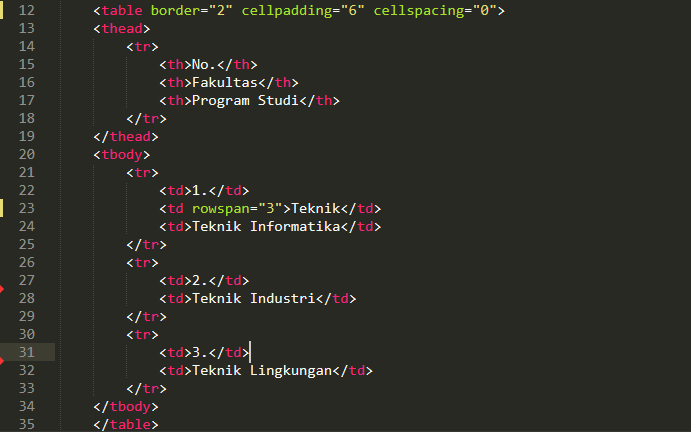 12 <table border="2" cellpadding="6" cellspacing="0">
13 <thead>
14 <tr>
15 <th>No.</th>
16 <th>Fakultas</th>
17 <th>Program Studi</th>
18 </tr>
19 </thead>
20 <tbody>
21 <tr>
22 <td>1.</td>
23 <td rowspan="3">Teknik</td>
24 <td>Teknik Informatika</td>
25 </tr>
26 <tr>
27 <td>2.</td>
28 <td>Teknik Industri</td>
29 </tr>
30 <tr>
31 <td>3.</td>
32 <td>Teknik Lingkungan</td>
33 </tr>
34 </tbody>
35 </table>